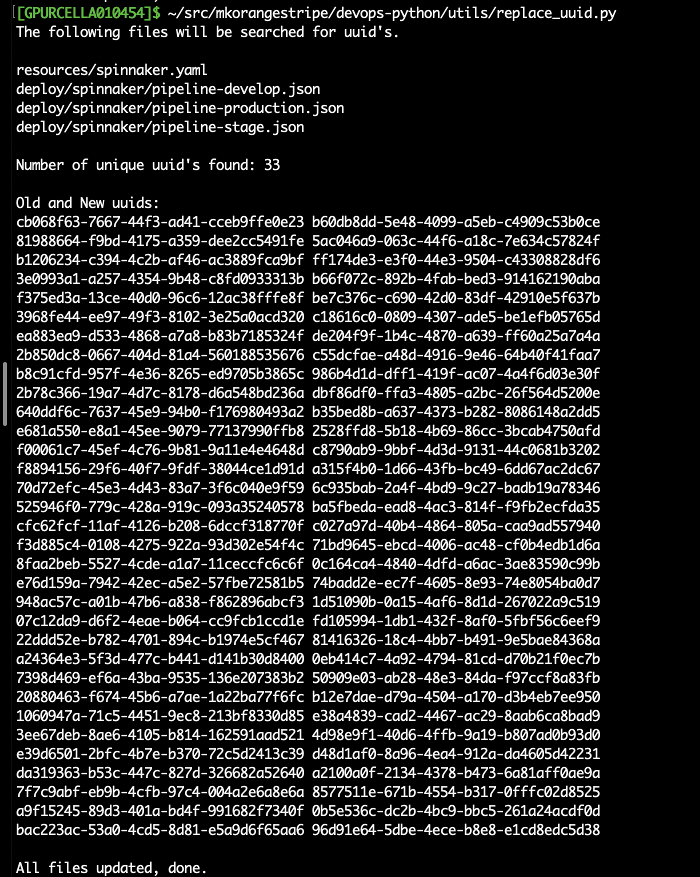 [[GPURCELLA010454]$ ~/src/mkorangestripe/devops-python/utils/replace_uuid.py
The following files will be searched for uuid's.
resources/spinnaker.yaml
deploy/spinnaker/pipeline-develop.json
deploy/spinnaker/pipeline-production.json
deploy/spinnaker/pipeline-stage.json
Number of unique uuid's found: 33
Old and New uuids:
cb068f63-7667-44f3-ad41-cceb9ffe0e23 b60db8dd-5e48-4099-a5eb-c4909c53b0ce
81988664-f9bd-4175-a359-dee2cc5491fe 5ac046a9-063c-44f6-a18c-7e634c57824f
b1206234-c394-4c2b-af46-ac3889fca9bf ff174de3-e3f0-44e3-9504-c43308828df6
3e0993a1-a257-4354-9b48-c8fd0933313b b66f072c-892b-4fab-bed3-914162190aba
f375ed3a-13ce-40d0-96c6-12ac38fffe8f be7c376c-c690-42d0-83df-42910e5f637b
3968fe44-ee97-49f3-8102-3e25a0acd320 c18616c0-0809-4307-ade5-be1efb05765d
ea883ea9-d533-4868-a7a8-b83b7185324f de204f9f-1b4c-4870-a639-ff60a25a7a4a
2b850dc8-0667-404d-81a4-560188535676 c55dcfae-a48d-4916-9e46-64b40f41faa7
b8c91cfd-957f-4e36-8265-ed9705b3865c 986b4d1d-dff1-419f-ac07-4a4f6d03e30f
2b78c366-19a7-4d7c-8178-d6a548bd236a dbf86df0-ffa3-4805-a2bc-26f564d5200e
640ddf6c-7637-45e9-94b0-f176980493a2 b35bed8b-a637-4373-b282-8086148a2dd5
e681a550-e8a1-45ee-9079-77137990ffb8 2528ffd8-5b18-4b69-86cc-3bcab4750afd
f00061c7-45ef-4c76-9b81-9a11e4e4648d c8790ab9-9bbf-4d3d-9131-44c0681b3202
f8894156-29f6-40f7-9fdf-38044ce1d91d a315f4b0-1d66-43fb-bc49-6dd67ac2dc67
70d72efc-45e3-4d43-83a7-3f6c040e9f59 6c935bab-2a4f-4bd9-9c27-badb19a78346
525946f0-779c-428a-919c-093a35240578 ba5fbeda-ead8-4ac3-814f-f9fb2ecfda35
cfc62fcf-11af-4126-b208-6dccf318770f c027a97d-40b4-4864-805a-caa9ad557940
f3d885c4-0108-4275-922a-93d302e54f4c 71bd9645-ebcd-4006-ac48-cf0b4edb1d6a
8faa2beb-5527-4cde-a1a7-11ceccfc6c6f 0c164ca4-4840-4dfd-a6ac-3ae83590c99b
e76d159a-7942-42ec-a5e2-57fbe72581b5 74badd2e-ec7f-4605-8e93-74e8054ba0d7
948ac57c-a01b-47b6-a838-f862896abcf3 1d51090b-0a15-4af6-8d1d-267022a9c519
07c12da9-d6f2-4eae-b064-cc9fcb1ccd1e fd105994-1db1-432f-8af0-5fbf56c6eef9
22ddd52e-b782-4701-894c-b1974e5cf467 81416326-18c4-4bb7-b491-9e5bae84368a
a24364e3-5f3d-477c-b441-d141b30d8400 0eb414c7-4a92-4794-81cd-d70b21f0ec7b
7398d469-ef6a-43ba-9535-136e207383b2 50909e03-ab28-48e3-84da-f97ccf8a83fb
20880463-f674-45b6-a7ae-1a22ba77f6fc b12e7dae-d79a-4504-a170-d3b4eb7ee950
1060947a-71c5-4451-9ec8-213bf8330d85 e38a4839-cad2-4467-ac29-8aab6ca8bad9
3ee67deb-8ae6-4105-b814-162591aad521 4d98e9f1-40d6-4ffb-9a19-b807ad0b93d0
e39d6501-2bfc-4b7e-b370-72c5d2413c39 d48d1af0-8a96-4ea4-912a-da4605d42231
da319363-b53c-447c-827d-326682a52640 a2100a0f-2134-4378-b473-6a81aff0ae9a
7f7c9abf-eb9b-4cfb-97c4-004a2e6a8e6a 8577511e-671b-4554-b317-0fffc02d8525
a9f15245-89d3-401a-bd4f-991682f7340f 0b5e536c-dc2b-4bc9-bbc5-261a24acdf0d
bac223ac-53a0-4cd5-8d81-e5a9d6f65aa6 96d91e64-5dbe-4ece-b8e8-e1cd8edc5d38
All files updated, done.